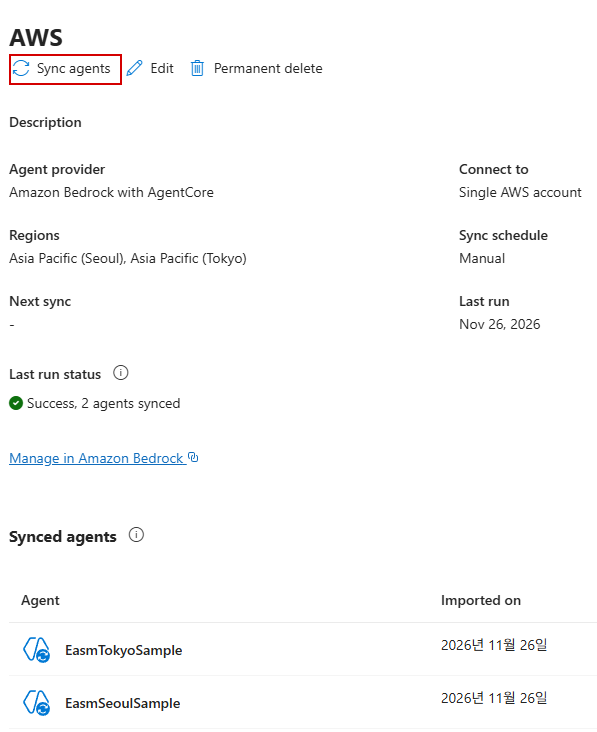 AWS
Sync agents Edit Permanent delete
Description
Agent provider Connect to
Amazon Bedrock with AgentCore Single AWS account
Regions Sync schedule
Asia Pacific (Seoul), Asia Pacific (Tokyo) Manual
Next sync Last run
- Nov 26, 2026
Last run status
Success, 2 agents synced
Manage in Amazon Bedrock
Synced agents
Agent Imported on
EasmTokyoSample 2026년 11월 26일
EasmSeoulSample 2026년 11월 26일